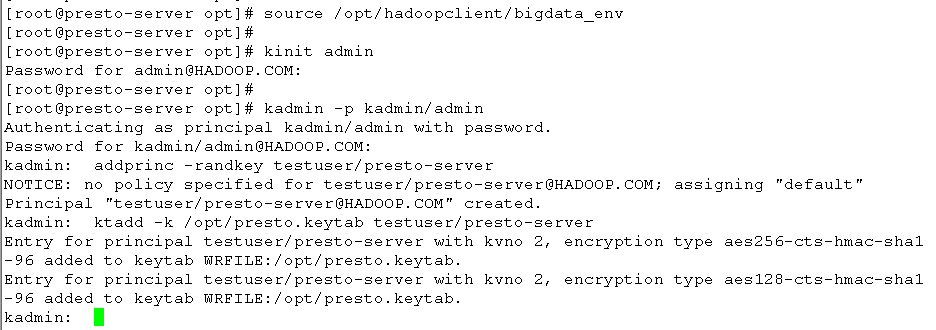 [root@presto-server opt]# source /opt/hadoopclient/bigdata_env
[root@presto-server opt]#
[root@presto-server opt]# kinit admin
Password for admin@HADOOP.COM:
[root@presto-server opt]#
[root@presto-server opt]# kadmin -p kadmin/admin
Authenticating as principal kadmin/admin with password.
Password for kadmin/admin@HADOOP.COM:
kadmin:  addprinc -randkey testuser/presto-server
NOTICE: no policy specified for testuser/presto-server@HADOOP.COM; assigning "default"
Principal "testuser/presto-server@HADOOP.COM" created.
kadmin:  ktadd -k /opt/presto.keytab testuser/presto-server
Entry for principal testuser/presto-server with kvno 2, encryption type aes256-cts-hmac-sha1
-96 added to keytab WRFILE:/opt/presto.keytab.
Entry for principal testuser/presto-server with kvno 2, encryption type aes128-cts-hmac-sha1
-96 added to keytab WRFILE:/opt/presto.keytab.
kadmin: